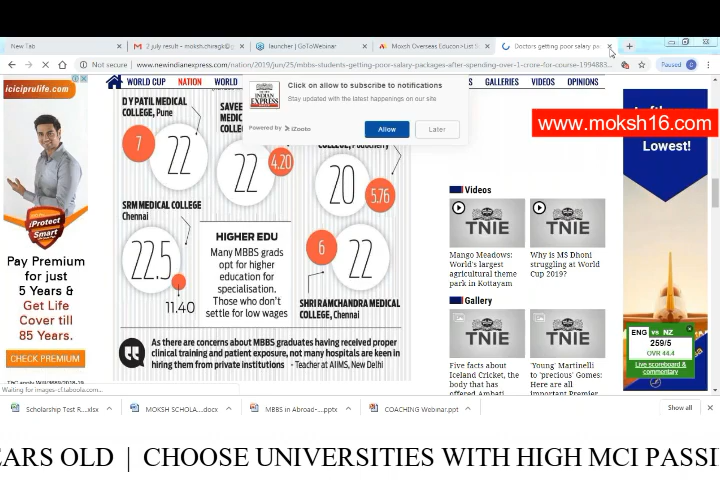 New Tab
2 july result - moksh.chiragk@g
launcher | GoToWebinar
Moksh Overseas Educon>List S
Doctors getting poor salary pa
Not secure | www.newindianexpress.com/nation/2019/jun/25/mbbs-students-getting-poor-salary-packages-after-spending-over-1-crore-for-course-1994883...
Paused
iciciprulife.com
WORLD CUP NATION WORLD
GALLERIES VIDEOS OPINIONS
Click on allow to subscribe to notifications
Stay updated with the latest happenings on our site
INDIAN
EXPRESS
Powered by iZooto
Allow
Later
www.moksh16.com
Lowest!
DY PATIL MEDICAL
COLLEGE, Pune
7
22
22
4.20
20
5.76
SRM MEDICAL COLLEGE
Chennai
22.5
11.40
HIGHER EDU
Many MBBS grads
opt for higher
education for
specialisation.
Those who don't
settle for low wages
6
22
SHRI RAMCHANDRA MEDICAL
COLLEGE, Chennai
As there are concerns about MBBS graduates having received proper
clinical training and patient exposure, not many hospitals are keen in
hiring them from private institutions - Teacher at AIIMS, New Delhi
iProtect
Smart
Pay Premium
for just
5 Years &
Get Life
Cover till
85 Years.
CHECK PREMIUM
Videos
TNIE
TNIE
Mango Meadows:
World's largest
agricultural theme
park in Kottayam
Why is MS Dhoni
struggling at World
Cup 2019?
Gallery
TNIE
TNIE
Five facts about
Iceland Cricket, the
body that has
offered Ambati
'Young' Martinelli
to 'precious' Gomes:
Here are all
important Premier
ENG vs NZ
259/5
OVR 44.4
Live scoreboard &
commentary
Waiting for images-cf.taboola.com...
Scholarship Test R....xlsx
MOKSH SCHOLA....docx
MBBS in Abroad-...pptx
COACHING Webinar.ppt
Show all
EARS OLD | CHOOSE UNIVERSITIES WITH HIGH MCI PASSI